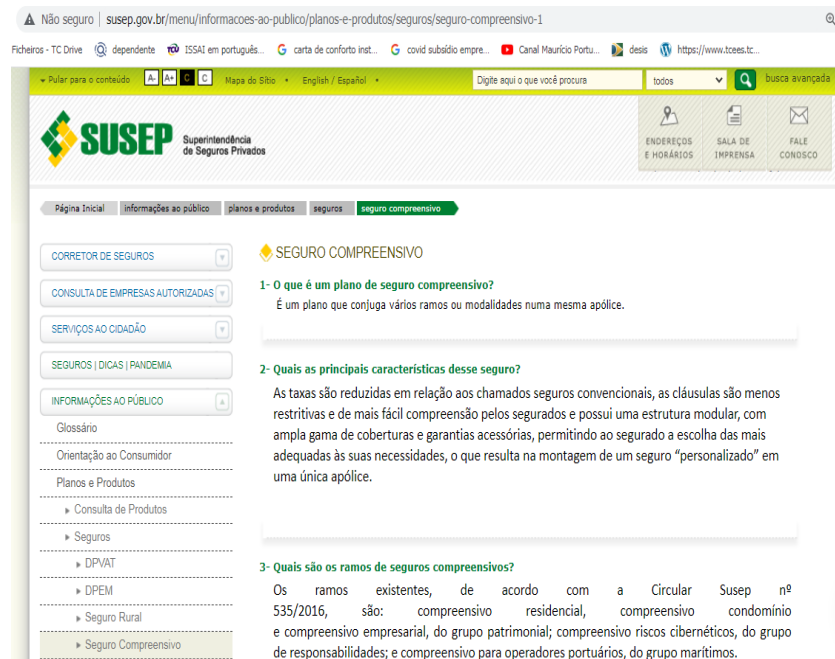 Não seguro | susep.gov.br/menu/informacoes-ao-publico/planos-e-produtos/seguros/seguro-compreensivo-1
Ficheiros - TC Drive dependente ISSAI em português... carta de conforto inst... covid subsídio empre... Canal Maurício Portu... desis https://www.tcees.tc...
Pular para o conteúdo A- A+ C C Mapa do Sítio • English / Español • Digite aqui o que você procura todos busca avançada
SUSEP Superintendência
de Seguros Privados
ENDEREÇOS
E HORÁRIOS
SALA DE
IMPRENSA
FALE
CONOSCO
Página Inicial informações ao público planos e produtos seguros seguro compreensivo
CORRETOR DE SEGUROS
CONSULTA DE EMPRESAS AUTORIZADAS
SERVIÇOS AO CIDADÃO
SEGUROS | DICAS | PANDEMIA
INFORMAÇÕES AO PÚBLICO
Glossário
Orientação ao Consumidor
Planos e Produtos
Consulta de Produtos
Seguros
DPVAT
DPEM
Seguro Rural
Seguro Compreensivo
SEGURO COMPREENSIVO
1- O que é um plano de seguro compreensivo?
É um plano que conjuga vários ramos ou modalidades numa mesma apólice.
2- Quais as principais características desse seguro?
As taxas são reduzidas em relação aos chamados seguros convencionais, as cláusulas são menos
restritivas e de mais fácil compreensão pelos segurados e possui uma estrutura modular, com
ampla gama de coberturas e garantias acessórias, permitindo ao segurado a escolha das mais
adequadas às suas necessidades, o que resulta na montagem de um seguro “personalizado” em
uma única apólice.
3- Quais são os ramos de seguros compreensivos?
Os ramos existentes, de acordo com a Circular Susep nº
535/2016, são: compreensivo residencial, compreensivo condomínio
e compreensivo empresarial, do grupo patrimonial; compreensivo riscos cibernéticos, do grupo
de responsabilidades; e compreensivo para operadores portuários, do grupo marítimos.